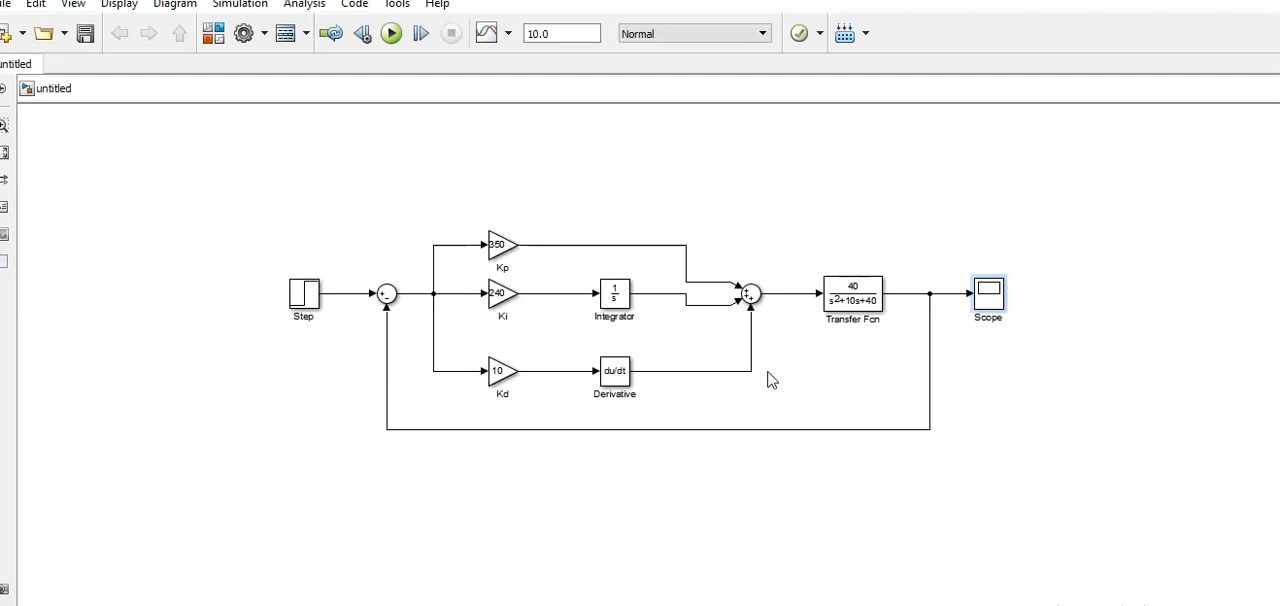 ile Edit View Display Diagram Simulation Analysis Code Tools Help
10.0 Normal
untitled
untitled
350
Kp
Step
+
-
240
Ki
1
s
Integrator
+
+
+
40
s2+10s+40
Transfer Fcn
Scope
10
Kd
du/dt
Derivative